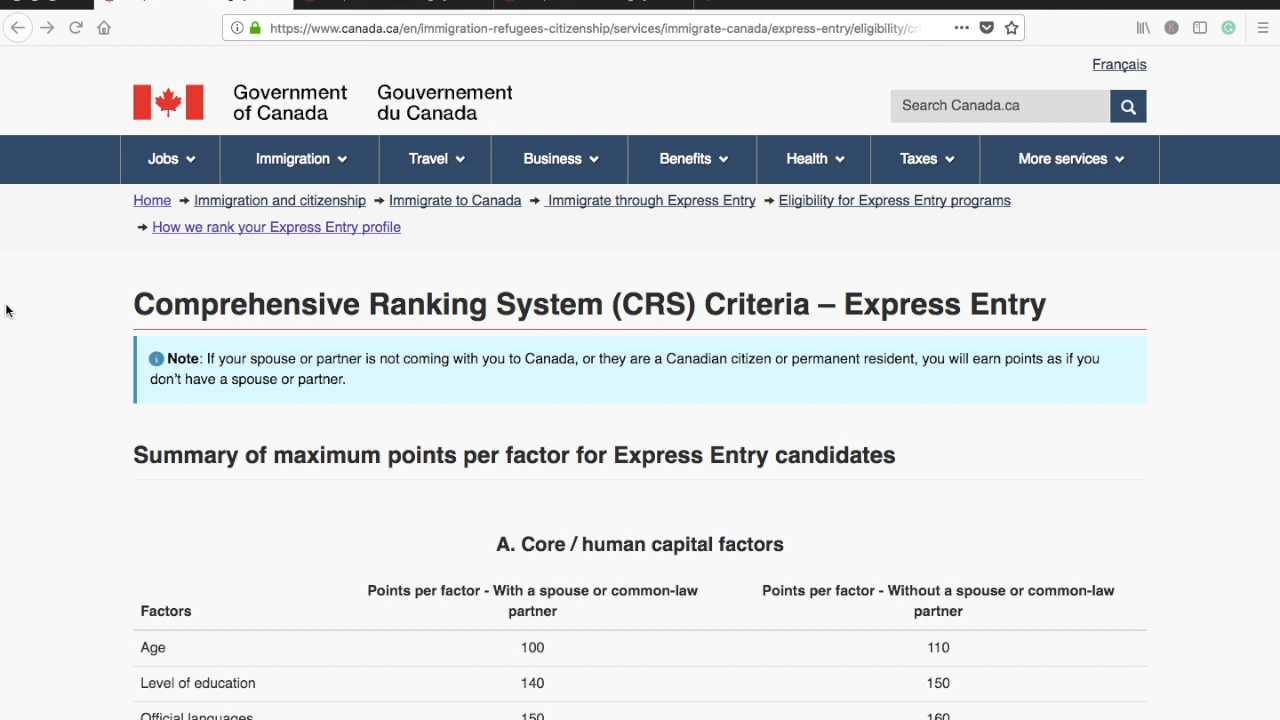 https://www.canada.ca/en/immigration-refugees-citizenship/services/immigrate-canada/express-entry/eligibility/cri
Français
Government of Canada
Gouvernement du Canada
Search Canada.ca
Jobs Immigration Travel Business Benefits Health Taxes More services
Home → Immigration and citizenship → Immigrate to Canada → Immigrate through Express Entry → Eligibility for Express Entry programs
→ How we rank your Express Entry profile
Comprehensive Ranking System (CRS) Criteria – Express Entry
Note: If your spouse or partner is not coming with you to Canada, or they are a Canadian citizen or permanent resident, you will earn points as if you
don't have a spouse or partner.
Summary of maximum points per factor for Express Entry candidates
A. Core / human capital factors
Factors
Points per factor - With a spouse or common-law
partner
Points per factor - Without a spouse or common-law
partner
Age 100 110
Level of education 140 150
Official languages 150 160